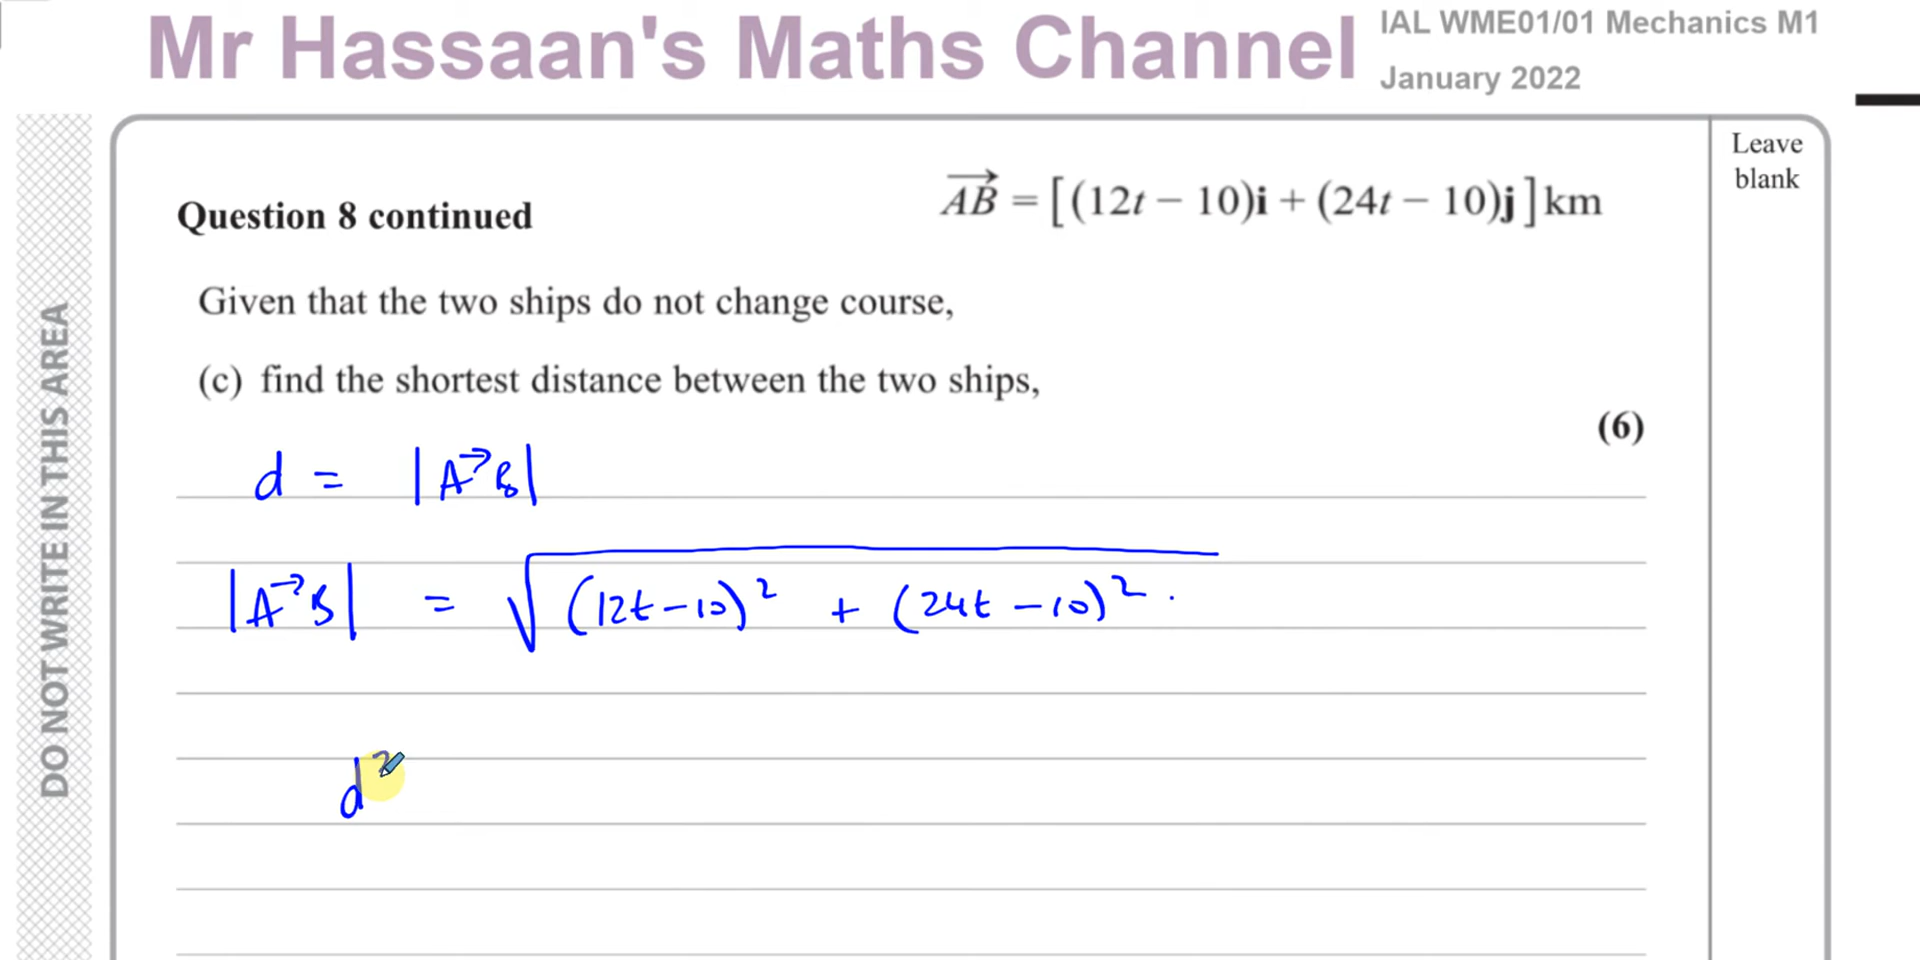 Mr Hassaan's Maths Channel
IAL WME01/01 Mechanics M1
January 2022
DO NOT WRITE IN THIS AREA
Leave
blank
Question 8 continued
AB⃗ = [(12t − 10)i + (24t − 10)j] km
Given that the two ships do not change course,
(c) find the shortest distance between the two ships,
(6)
d = |A⃗B|
|A⃗B| = √((12t − 10)² + (24t − 10)²) .
d²